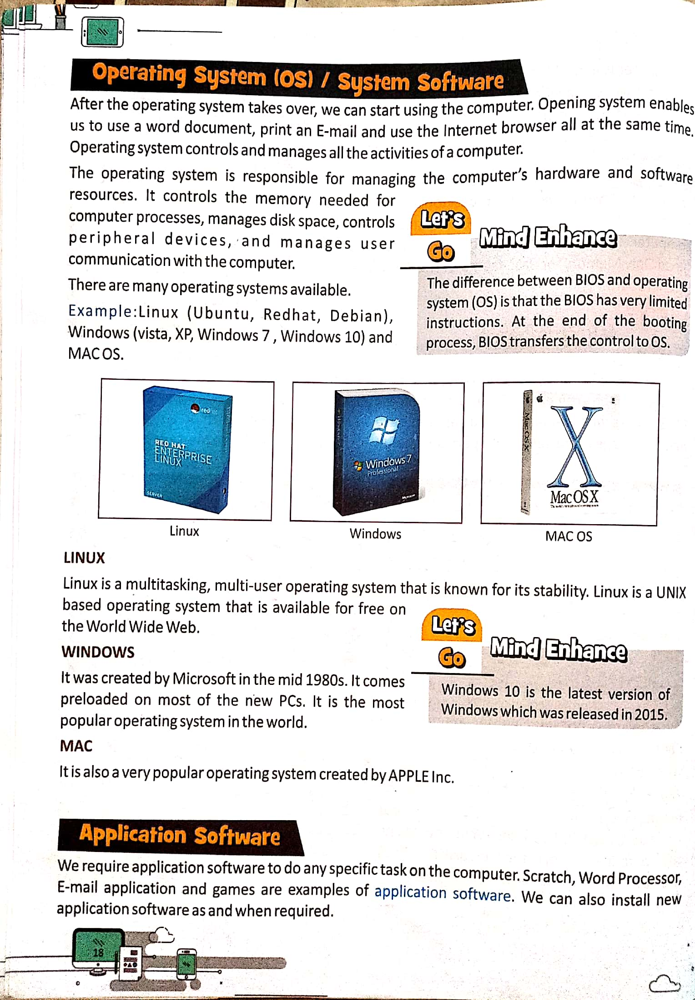 Operating System (OS) / System Software
After the operating system takes over, we can start using the computer. Opening system enables
us to use a word document, print an E-mail and use the Internet browser all at the same time.
Operating system controls and manages all the activities of a computer.
The operating system is responsible for managing the computer's hardware and software
resources. It controls the memory needed for
computer processes, manages disk space, controls
peripheral devices, and manages user
communication with the computer.
There are many operating systems available.
Example:Linux (Ubuntu, Redhat, Debian),
Windows (vista, XP, Windows 7 , Windows 10) and
MAC OS.
Let's
Go
Mind Enhance
The difference between BIOS and operating
system (OS) is that the BIOS has very limited
instructions. At the end of the booting
process, BIOS transfers the control to OS.
red
RED HAT
ENTERPRISE
LINUX
SERVER
Windows 7
Professional
Mac OS X
Mac OS X
Linux
Windows
MAC OS
LINUX
Linux is a multitasking, multi-user operating system that is known for its stability. Linux is a UNIX
based operating system that is available for free on
the World Wide Web.
WINDOWS
It was created by Microsoft in the mid 1980s. It comes
preloaded on most of the new PCs. It is the most
popular operating system in the world.
Let's
Go
Mind Enhance
Windows 10 is the latest version of
Windows which was released in 2015.
MAC
It is also a very popular operating system created by APPLE Inc.
Application Software
We require application software to do any specific task on the computer. Scratch, Word Processor,
E-mail application and games are examples of application software. We can also install new
application software as and when required.
18